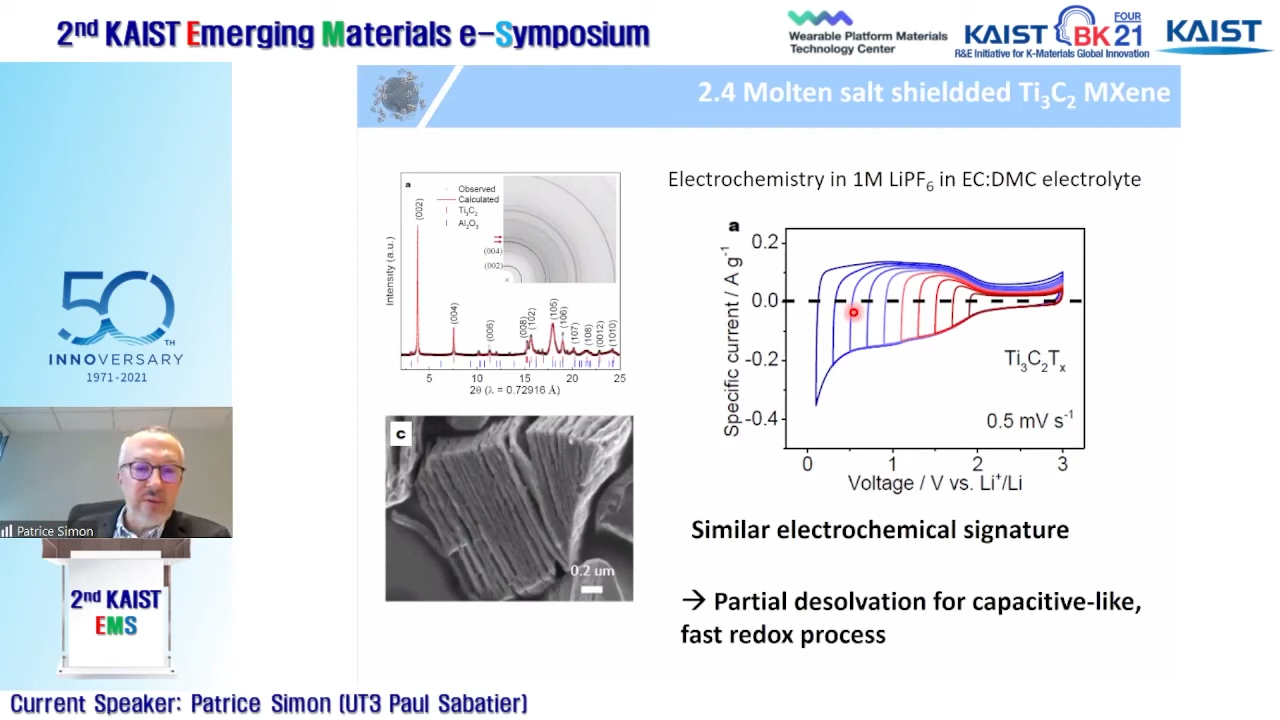 2nd KAIST Emerging Materials e-Symposium
Wearable Platform Materials
Technology Center
KAIST BK FOUR 21
R&E Initiative for K-Materials Global Innovation
KAIST
2.4 Molten salt shieldded Ti3C2 MXene
a
Observed
Calculated
Ti3C2
Al2O3
(004)
(002)
(002)
(004)
(006)
(008)
(102)
(105)
(106)
(107)
(108)
(0012)
(1010)
Intensity (a.u.)
5 10 15 20 25
2θ (λ = 0.72916 Å)
c
0.2 um
Electrochemistry in 1M LiPF6 in EC:DMC electrolyte
a
Specific current / A g-1
0.2
0.0
-0.2
-0.4
Ti3C2Tx
0.5 mV s-1
0 1 2 3
Voltage / V vs. Li+/Li
Similar electrochemical signature
→ Partial desolvation for capacitive-like,
fast redox process
50 TH
INNOVERSARY
1971-2021
Patrice Simon
2nd KAIST
EMS
Current Speaker: Patrice Simon (UT3 Paul Sabatier)